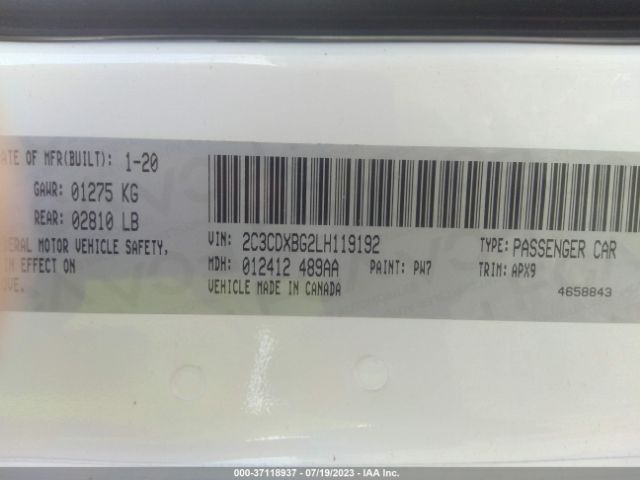 ATE OF MFR(BUILT): 1-20
GAWR: 01275 KG
REAR: 02810 LB
DERAL MOTOR VEHICLE SAFETY,
IN EFFECT ON
OVE.
VIN: 2C3CDXBG2LH119192 TYPE: PASSENGER CAR
MDH: 012412 489AA PAINT: PW7 TRIM: APX9
VEHICLE MADE IN CANADA
4658843
000-37118937 - 07/19/2023 - IAA Inc.